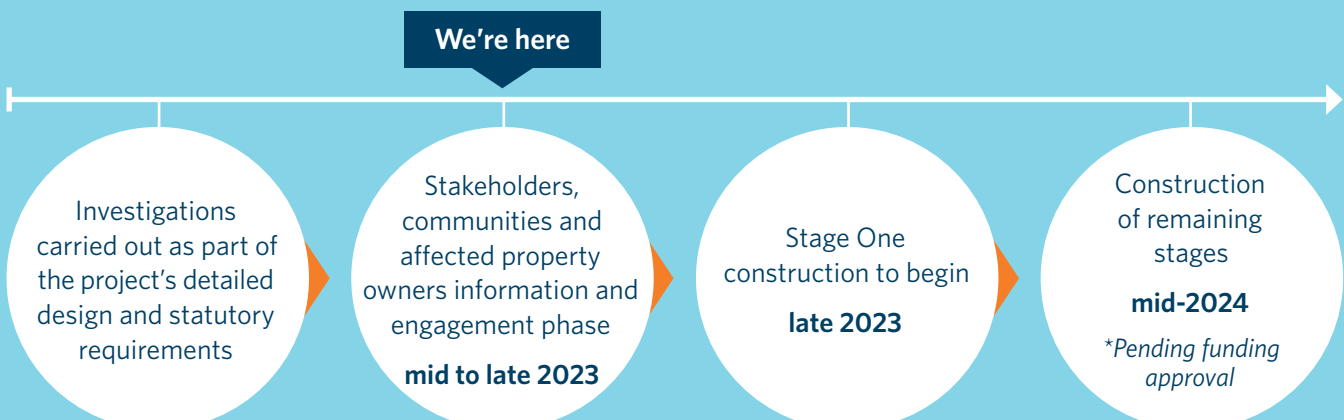 We're here
Investigations
carried out as part of
the project's detailed
design and statutory
requirements
Stakeholders,
communities and
affected property
owners information and
engagement phase
mid to late 2023
Stage One
construction to begin
late 2023
Construction
of remaining
stages
mid-2024
*Pending funding
approval